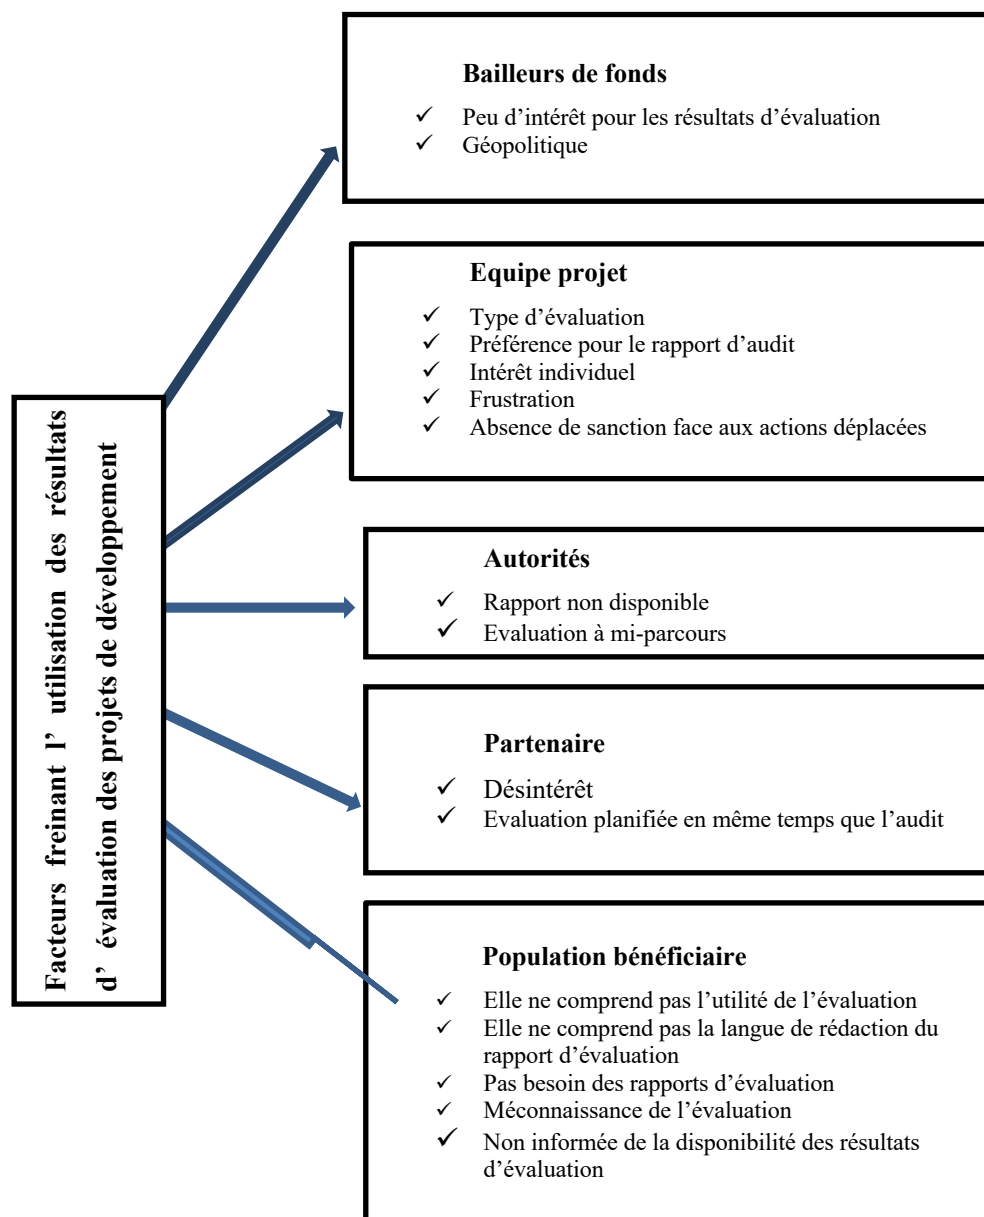 Facteurs freinant l' utilisation des résultats
d' évaluation des projets de développement
Bailleurs de fonds
✓ Peu d'intérêt pour les résultats d'évaluation
✓ Géopolitique
Equipe projet
✓ Type d'évaluation
✓ Préférence pour le rapport d'audit
✓ Intérêt individuel
✓ Frustration
✓ Absence de sanction face aux actions déplacées
Autorités
✓ Rapport non disponible
✓ Evaluation à mi-parcours
Partenaire
✓ Désintérêt
✓ Evaluation planifiée en même temps que l'audit
Population bénéficiaire
✓ Elle ne comprend pas l'utilité de l'évaluation
✓ Elle ne comprend pas la langue de rédaction du
rapport d'évaluation
✓ Pas besoin des rapports d'évaluation
✓ Méconnaissance de l'évaluation
✓ Non informée de la disponibilité des résultats
d'évaluation